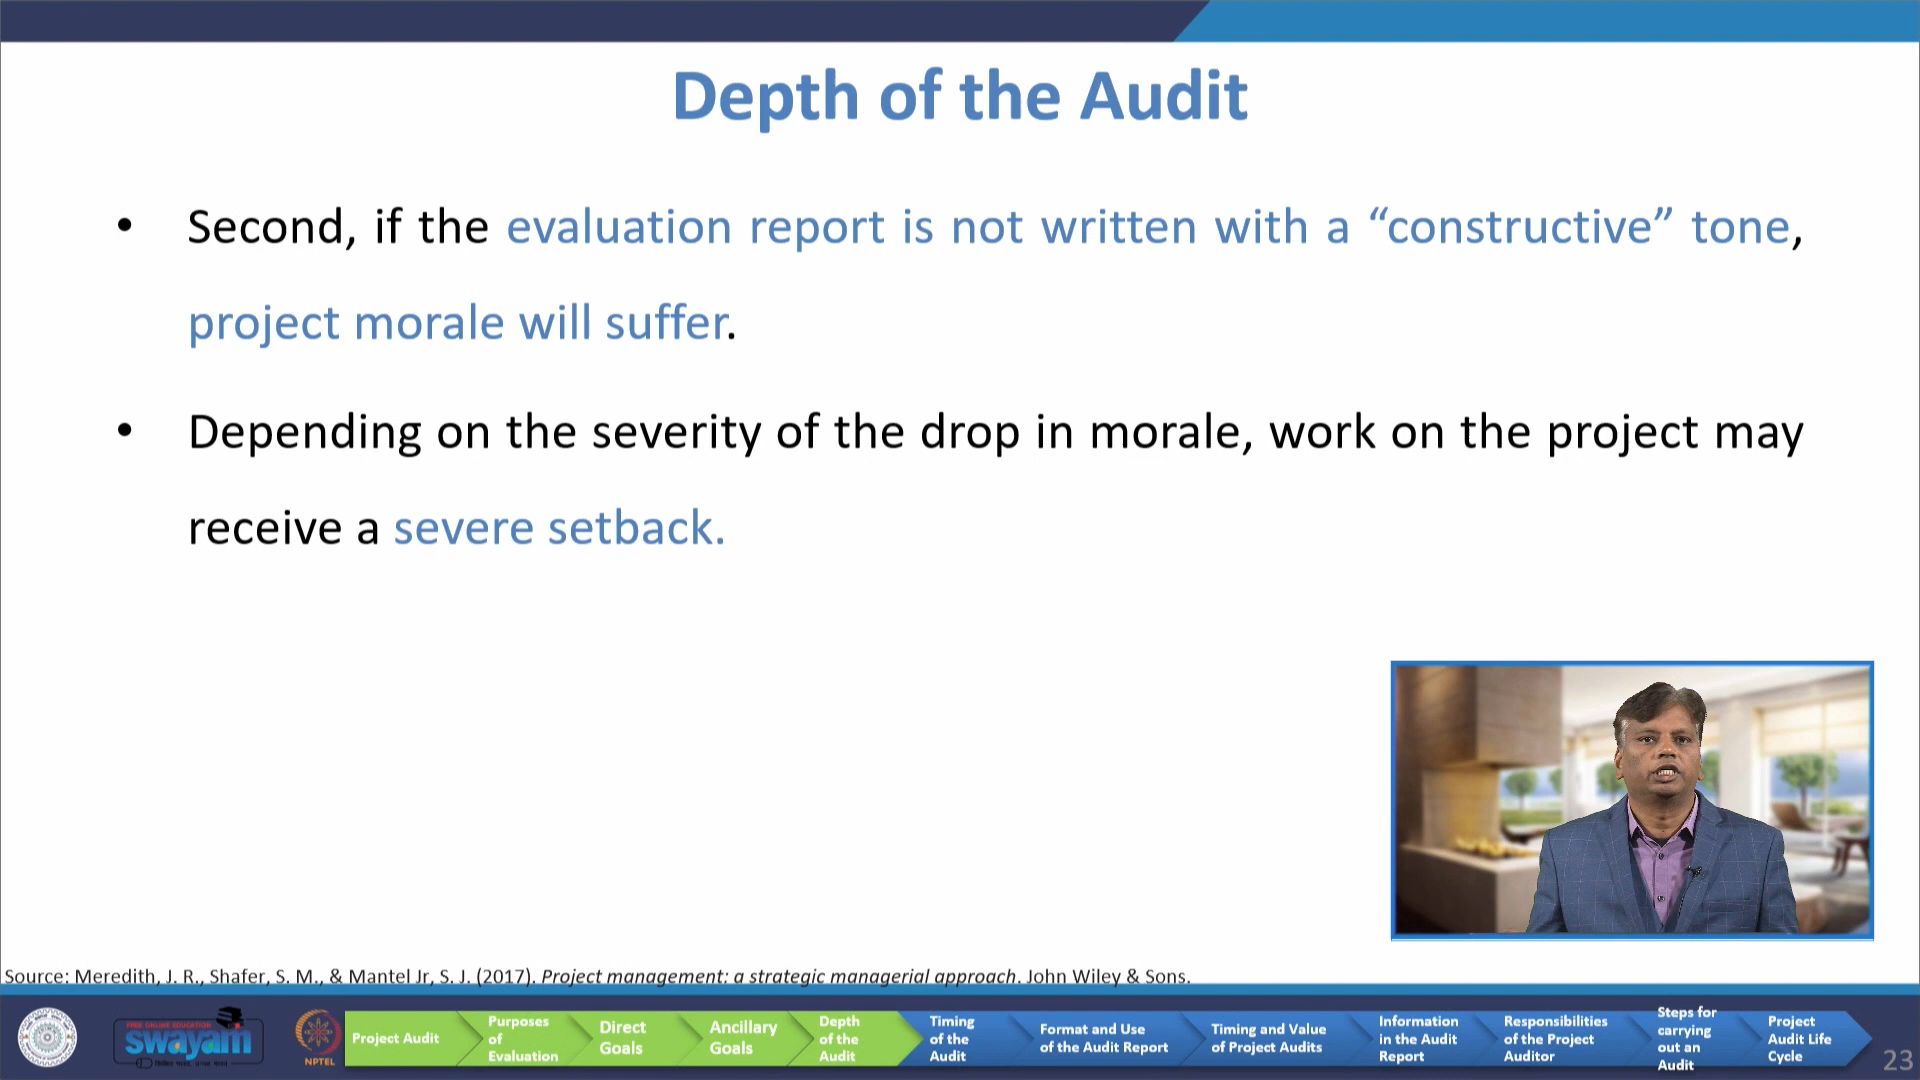 Depth of the Audit
• Second, if the evaluation report is not written with a “constructive” tone,
project morale will suffer.
• Depending on the severity of the drop in morale, work on the project may
receive a severe setback.
Source: Meredith, J. R., Shafer, S. M., & Mantel Jr, S. J. (2017). Project management: a strategic managerial approach. John Wiley & Sons.
FREE ONLINE EDUCATION
swayam
NPTEL
Project Audit
Purposes
of
Evaluation
Direct
Goals
Ancillary
Goals
Depth
of the
Audit
Timing
of the
Audit
Format and Use
of the Audit Report
Timing and Value
of Project Audits
Information
in the Audit
Report
Responsibilities
of the Project
Auditor
Steps for
carrying
out an
Audit
Project
Audit Life
Cycle
23